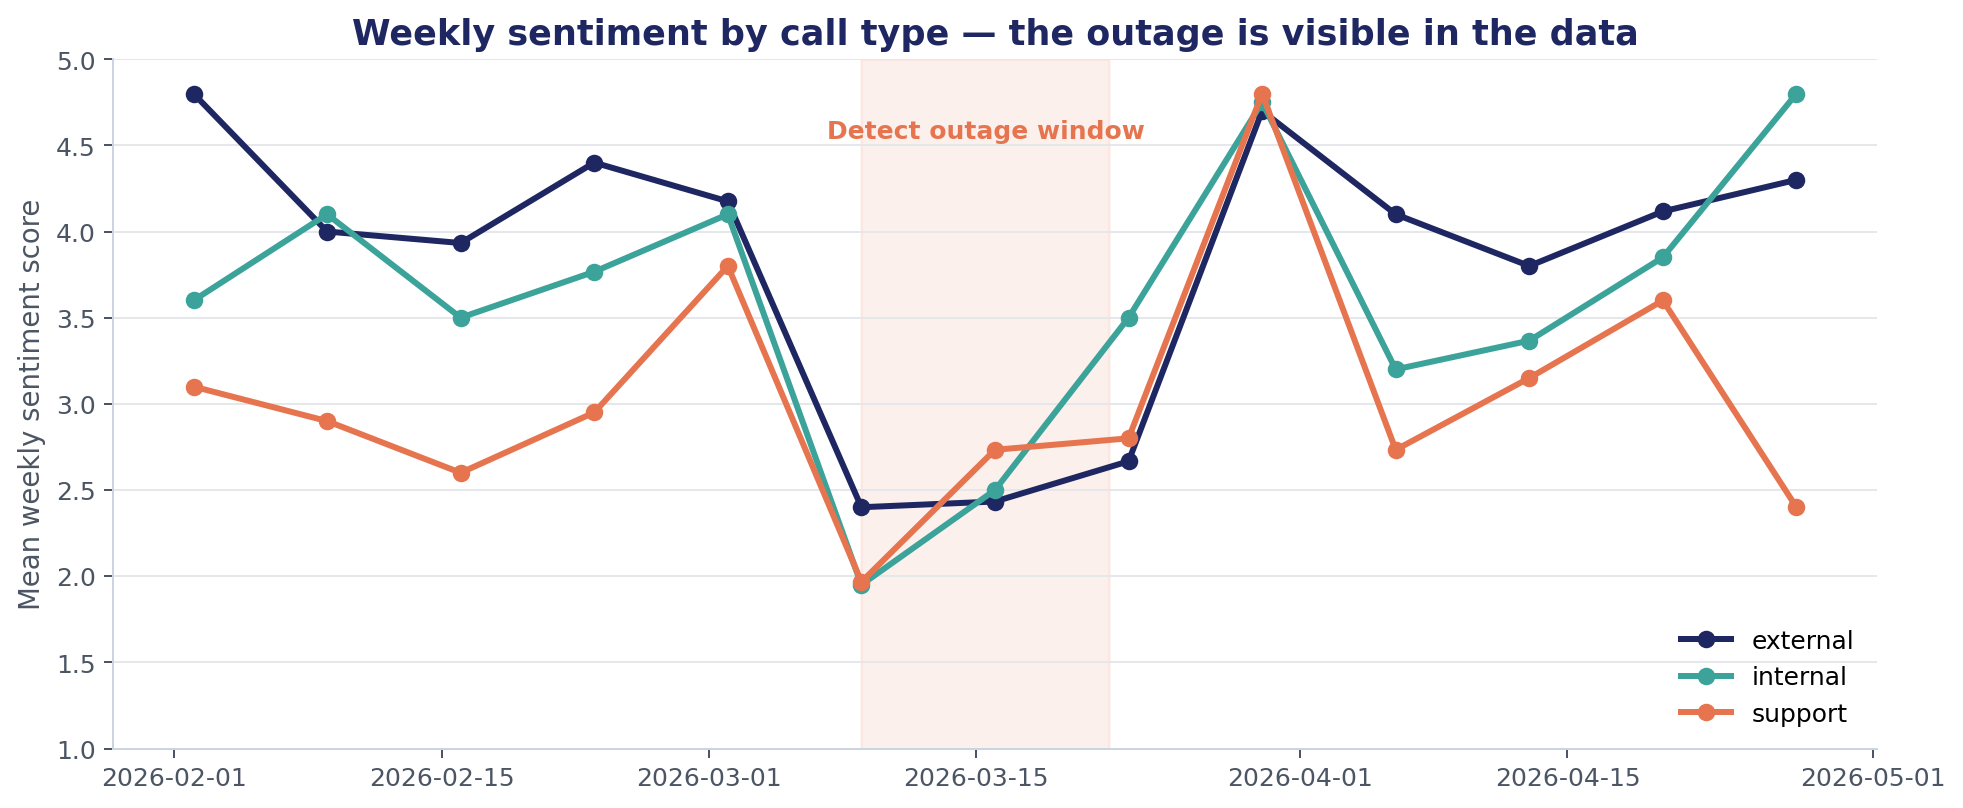 Weekly sentiment by call type — the outage is visible in the data
Mean weekly sentiment score
5.0
4.5
4.0
3.5
3.0
2.5
2.0
1.5
1.0
Detect outage window
external
internal
support
2026-02-01
2026-02-15
2026-03-01
2026-03-15
2026-04-01
2026-04-15
2026-05-01